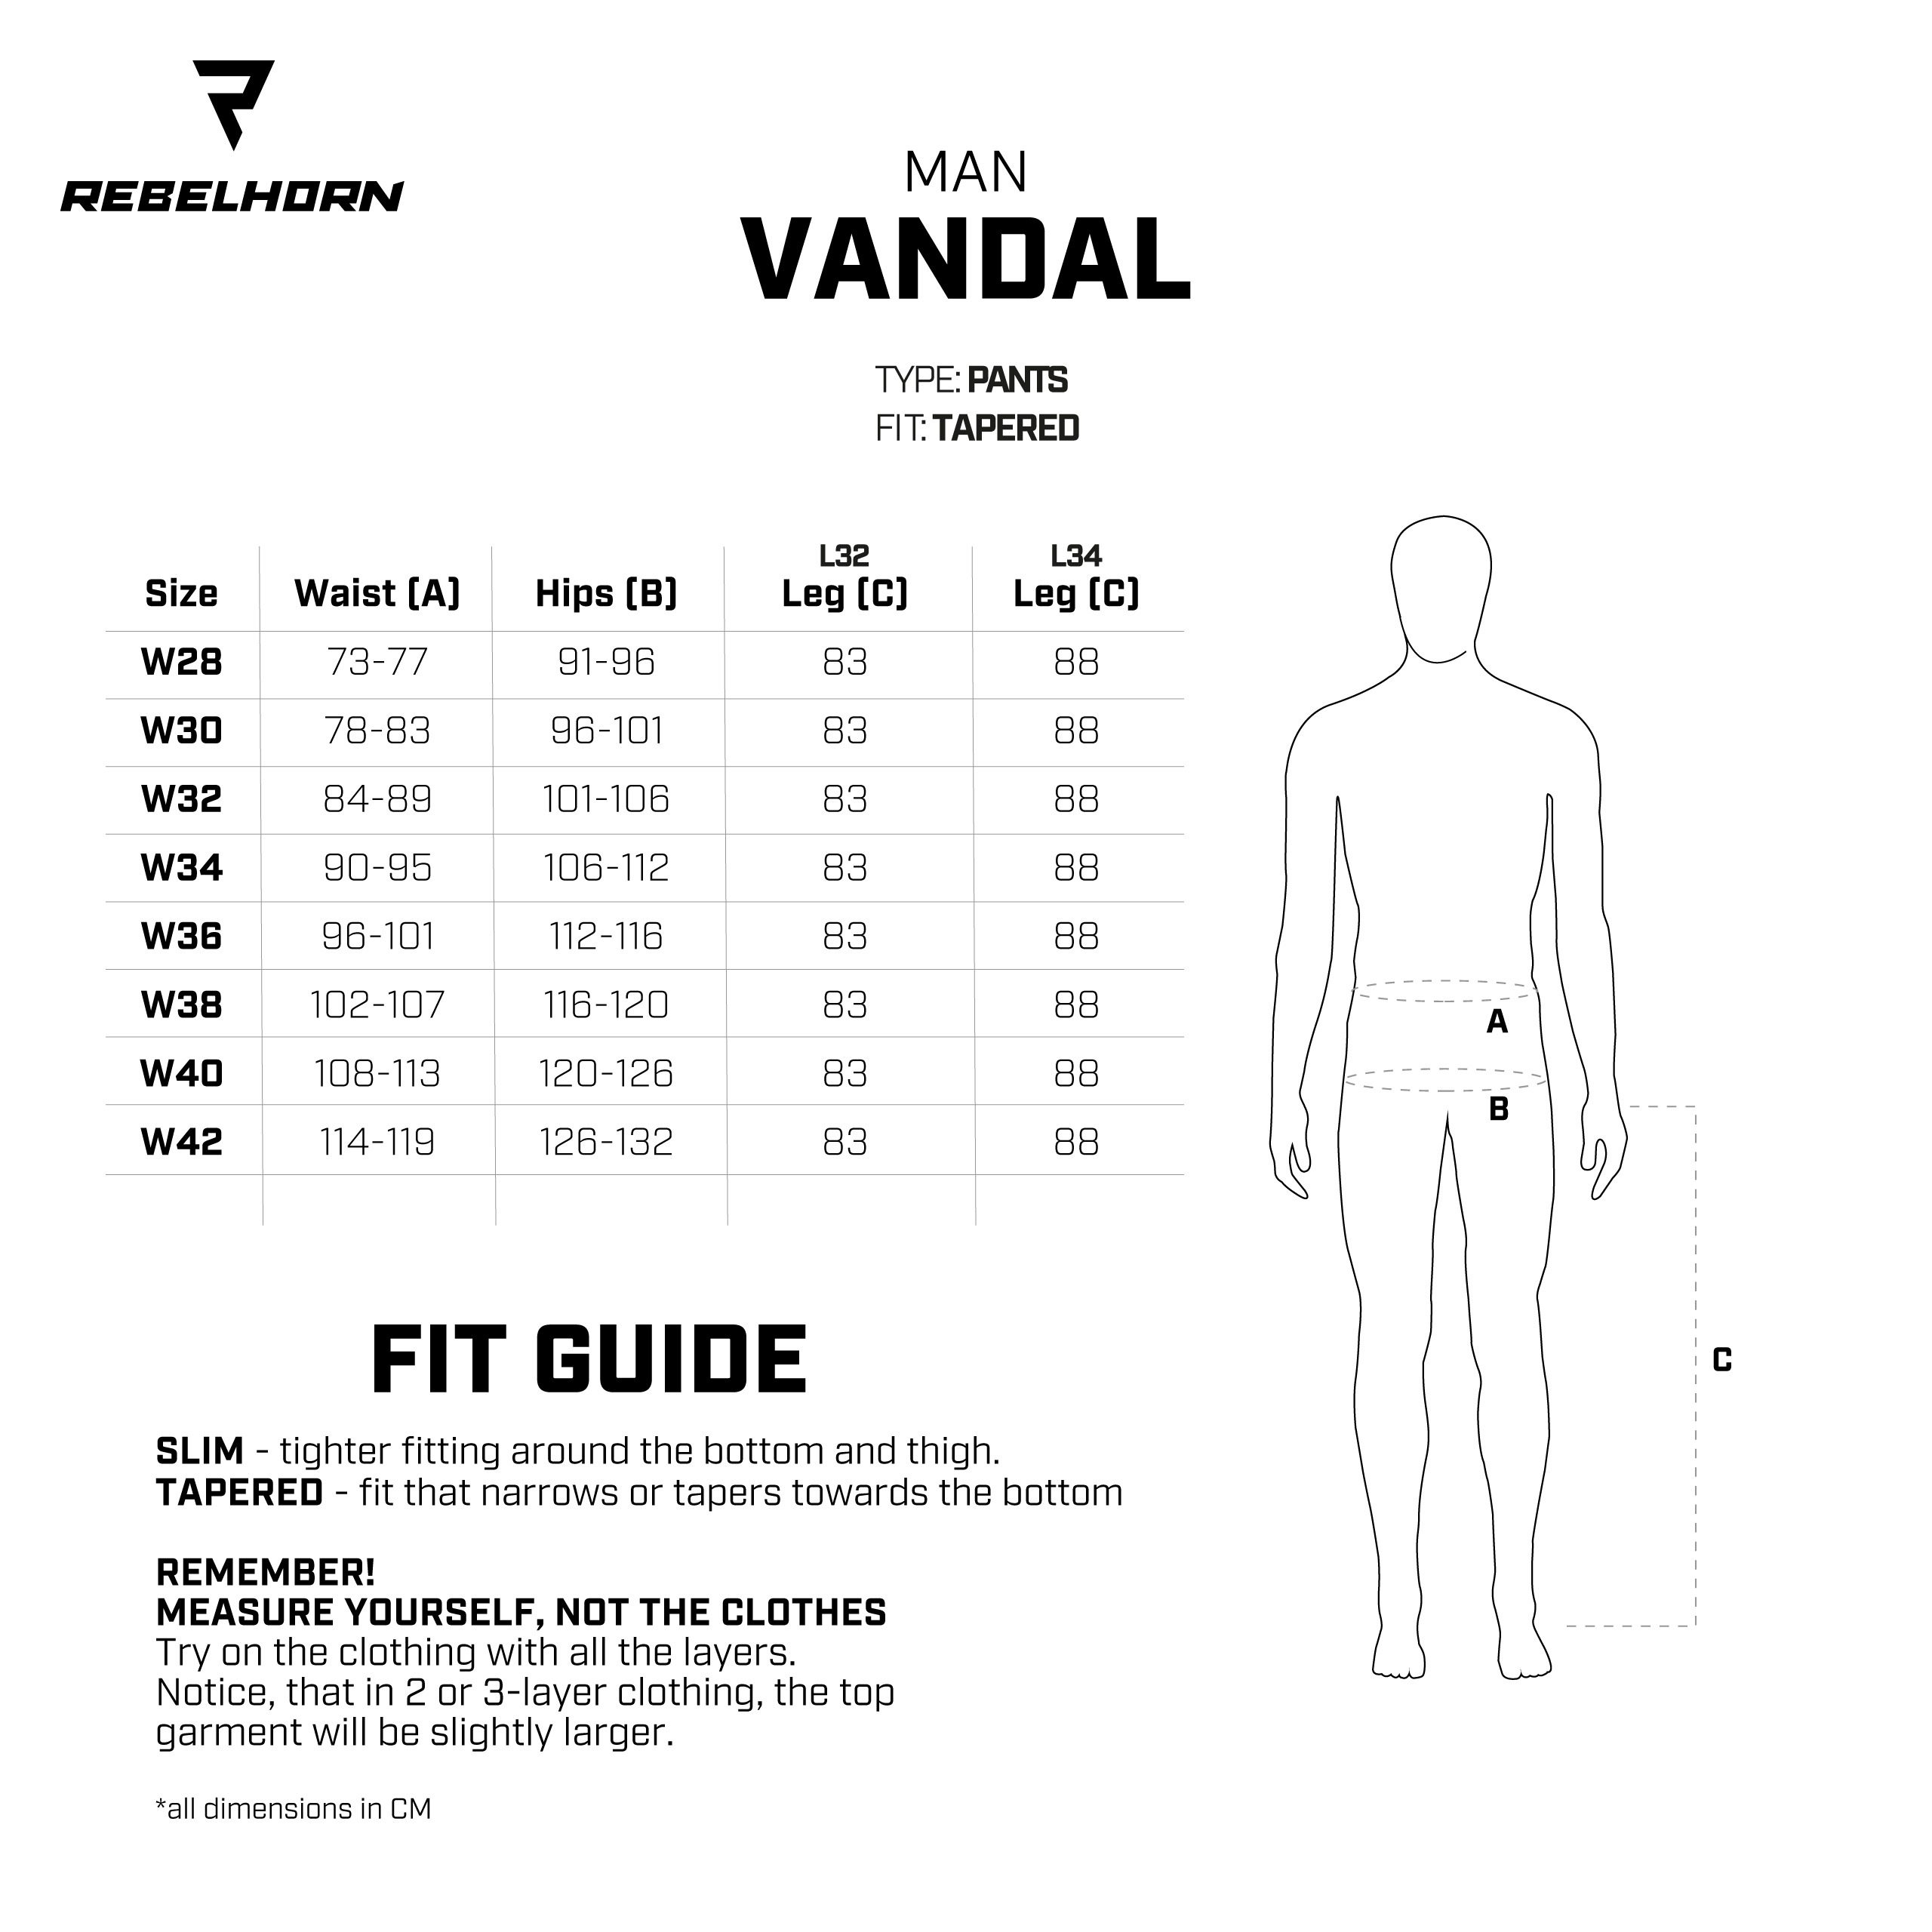 REBELHORN
MAN
VANDAL
TYPE: PANTS
FIT: TAPERED
L32 L34
Size Waist (A) Hips (B) Leg (C) Leg (C)
W28 73-77 91-96 83 88
W30 78-83 96-101 83 88
W32 84-89 101-106 83 88
W34 90-95 106-112 83 88
W36 96-101 112-116 83 88
W38 102-107 116-120 83 88
W40 108-113 120-126 83 88
W42 114-119 126-132 83 88
A
B
C
FIT GUIDE
SLIM - tighter fitting around the bottom and thigh.
TAPERED - fit that narrows or tapers towards the bottom
REMEMBER!
MEASURE YOURSELF, NOT THE CLOTHES
Try on the clothing with all the layers.
Notice, that in 2 or 3-layer clothing, the top
garment will be slightly larger.
*all dimensions in CM